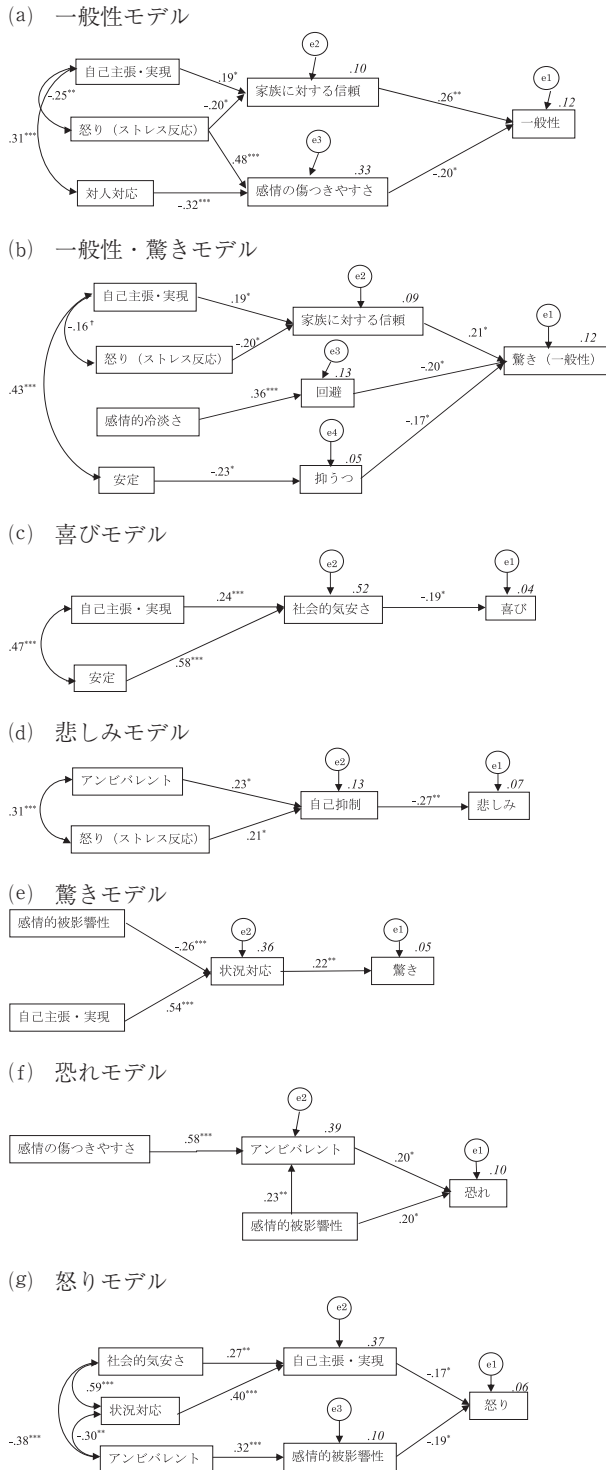 (a) 一般性モデル
e2
.10
自己主張・実現
.19*
家族に対する信頼
.26**
e1
.12
一般性
-.25**
-.20*
怒り（ストレス反応）
.31***
.48***
e3
.33
対人対応
-.32***
感情の傷つきやすさ
-.20*
(b) 一般性・驚きモデル
e2
.09
自己主張・実現
.19*
家族に対する信頼
.21*
e1
.12
驚き（一般性）
-.16†
-.20*
怒り（ストレス反応）
e3
.13
-.20*
.43***
感情的冷淡さ
.36***
回避
-.17*
e4
.05
安定
-.23*
抑うつ
(c) 喜びモデル
e2
.52
e1
.04
自己主張・実現
.24***
社会的気安さ
-.19*
喜び
.47***
.58***
安定
(d) 悲しみモデル
e2
.13
e1
.07
アンビバレント
.23*
自己抑制
-.27**
悲しみ
.31***
怒り（ストレス反応）
.21*
(e) 驚きモデル
感情的被影響性
-.26***
e2
.36
e1
.05
状況対応
.22**
驚き
.54***
自己主張・実現
(f) 恐れモデル
e2
.39
感情の傷つきやすさ
.58***
アンビバレント
.20*
e1
.10
恐れ
.23**
感情的被影響性
.20*
(g) 怒りモデル
e2
.37
社会的気安さ
.27**
自己主張・実現
-.17*
e1
.06
怒り
.59***
状況対応
.40***
e3
.10
-.19*
-.38***
-.30**
アンビバレント
.32***
感情的被影響性